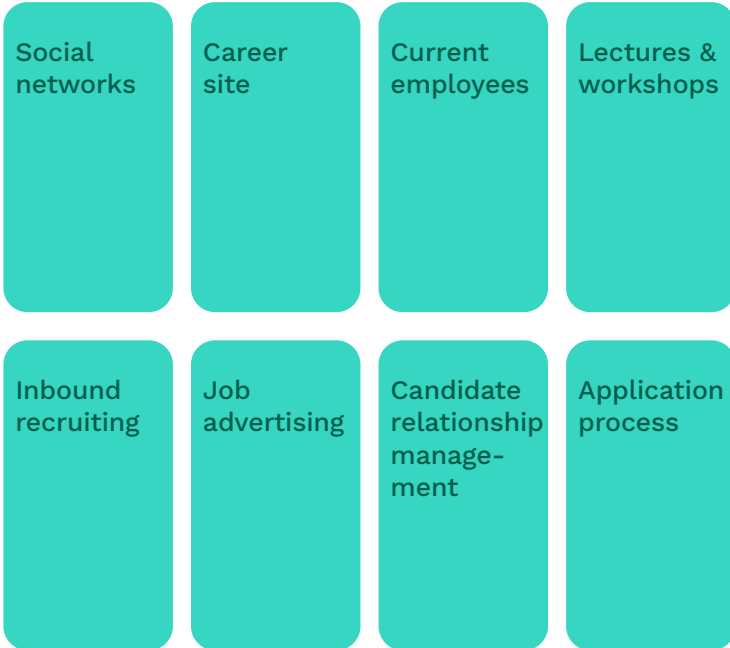 Social
networks
Career
site
Current
employees
Lectures &
workshops
Inbound
recruiting
Job
advertising
Candidate
relationship
manage-
ment
Application
process